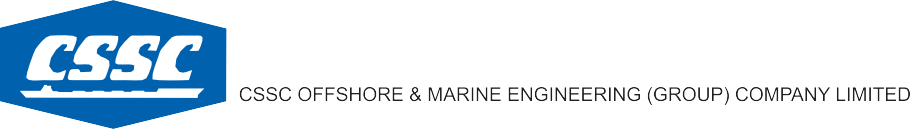 CSSC
CSSC OFFSHORE & MARINE ENGINEERING (GROUP) COMPANY LIMITED